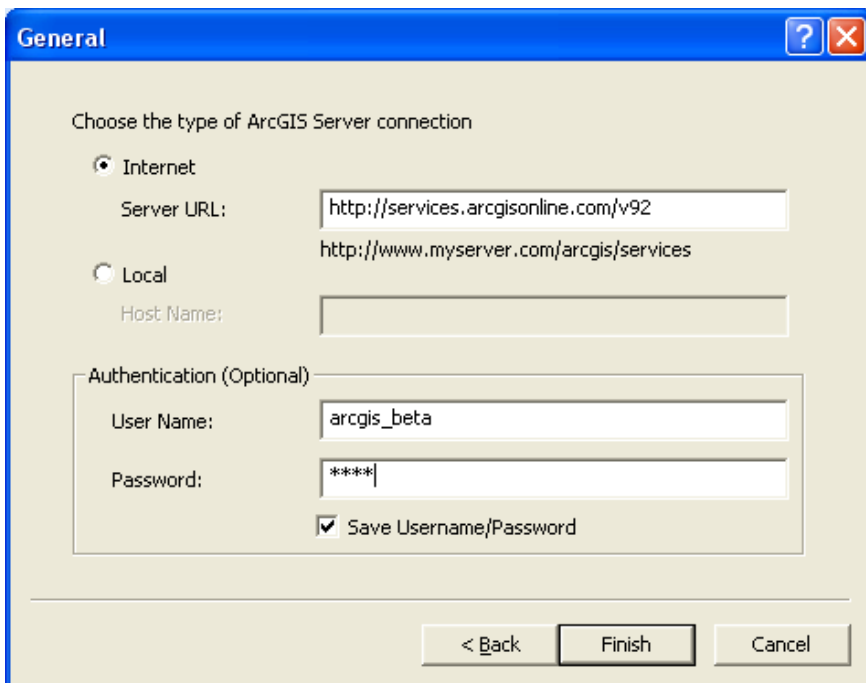 General
Choose the type of ArcGIS Server connection
Internet
Server URL: http://services.arcgisonline.com/v92
http://www.myserver.com/arcgis/services
Local
Host Name:
Authentication (Optional)
User Name: arcgis_beta
Password: ****
Save Username/Password
< Back Finish Cancel